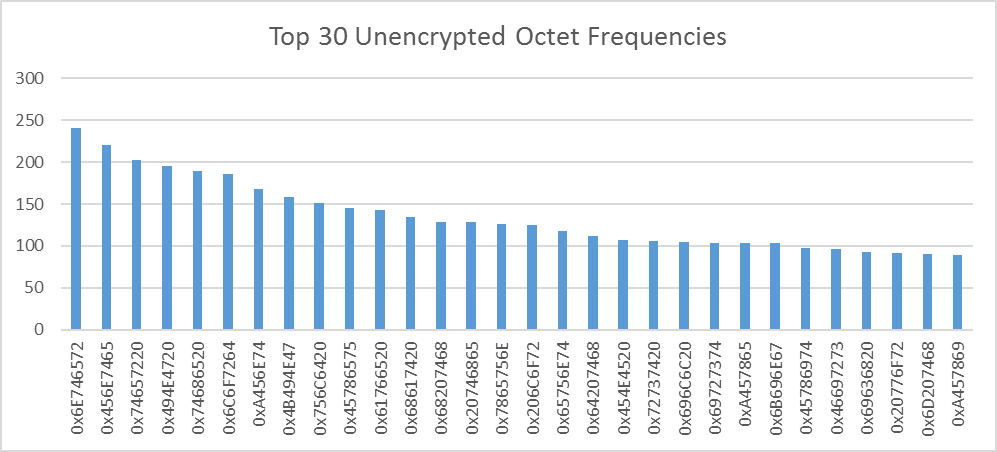 Top 30 Unencrypted Octet Frequencies
300
250
200
150
100
50
0
0x6E746572
0x456E7465
0x74657220
0x494E4720
0x74686520
0x6C6F7264
0xA456E74
0x4B494E47
0x756C6420
0x45786575
0x61766520
0x68617420
0x68207468
0x20746865
0x7865756E
0x206C6F72
0x65756E74
0x64207468
0x454E4520
0x72737420
0x696C6C20
0x69727374
0xA457865
0x6B696E67
0x45786974
0x46697273
0x69636820
0x20776F72
0x6D207468
0xA457869